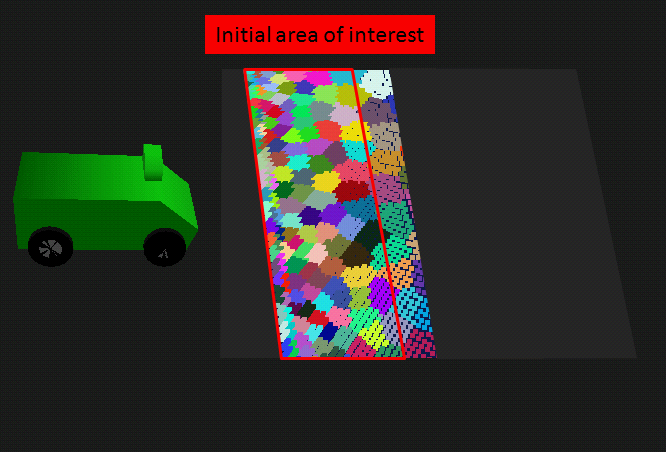 Initial area of interest